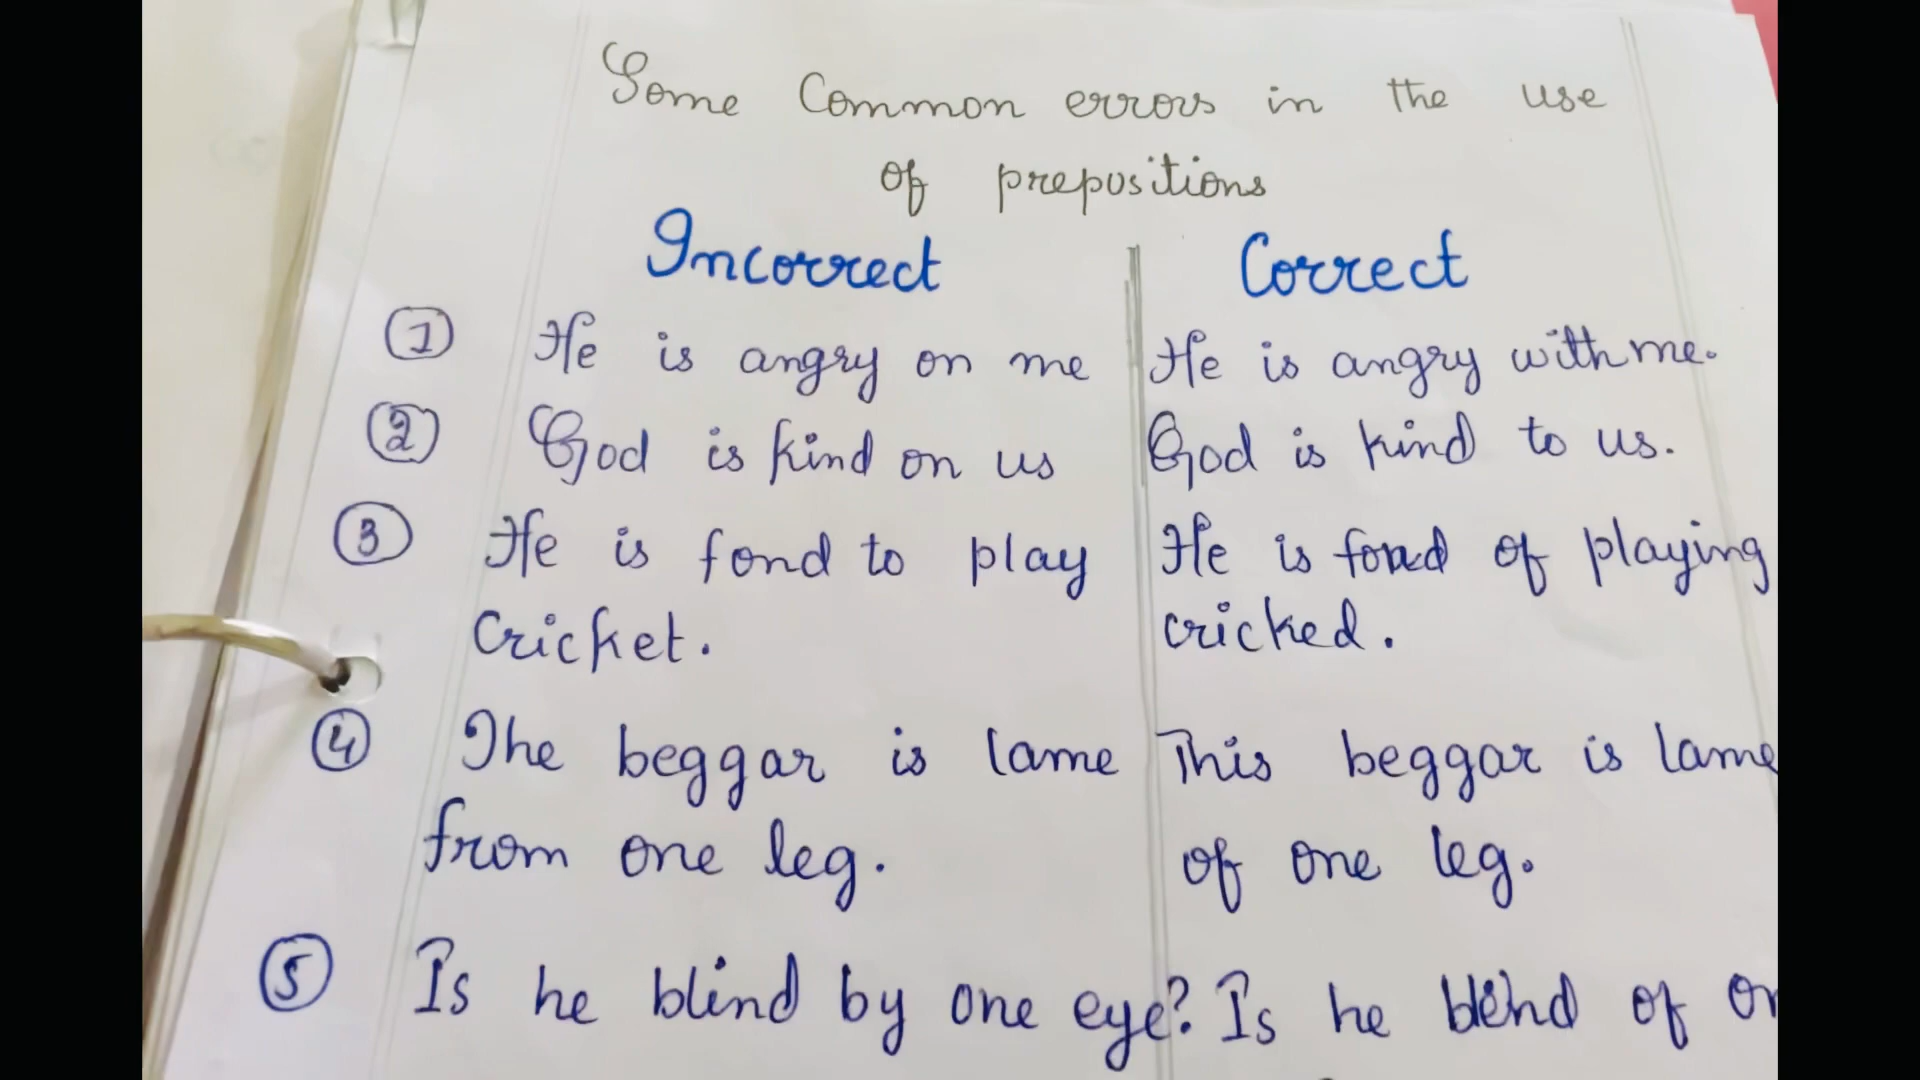 Some Common errors in the use
of prepositions
Incorrect Correct
1 He is angry on me He is angry with me.
2 God is kind on us God is kind to us.
3 He is fond to play He is fond of playing
Cricket. cricked.
4 The beggar is lame This beggar is lame
from one leg. of one leg.
5 Is he blind by one eye? Is he blind of